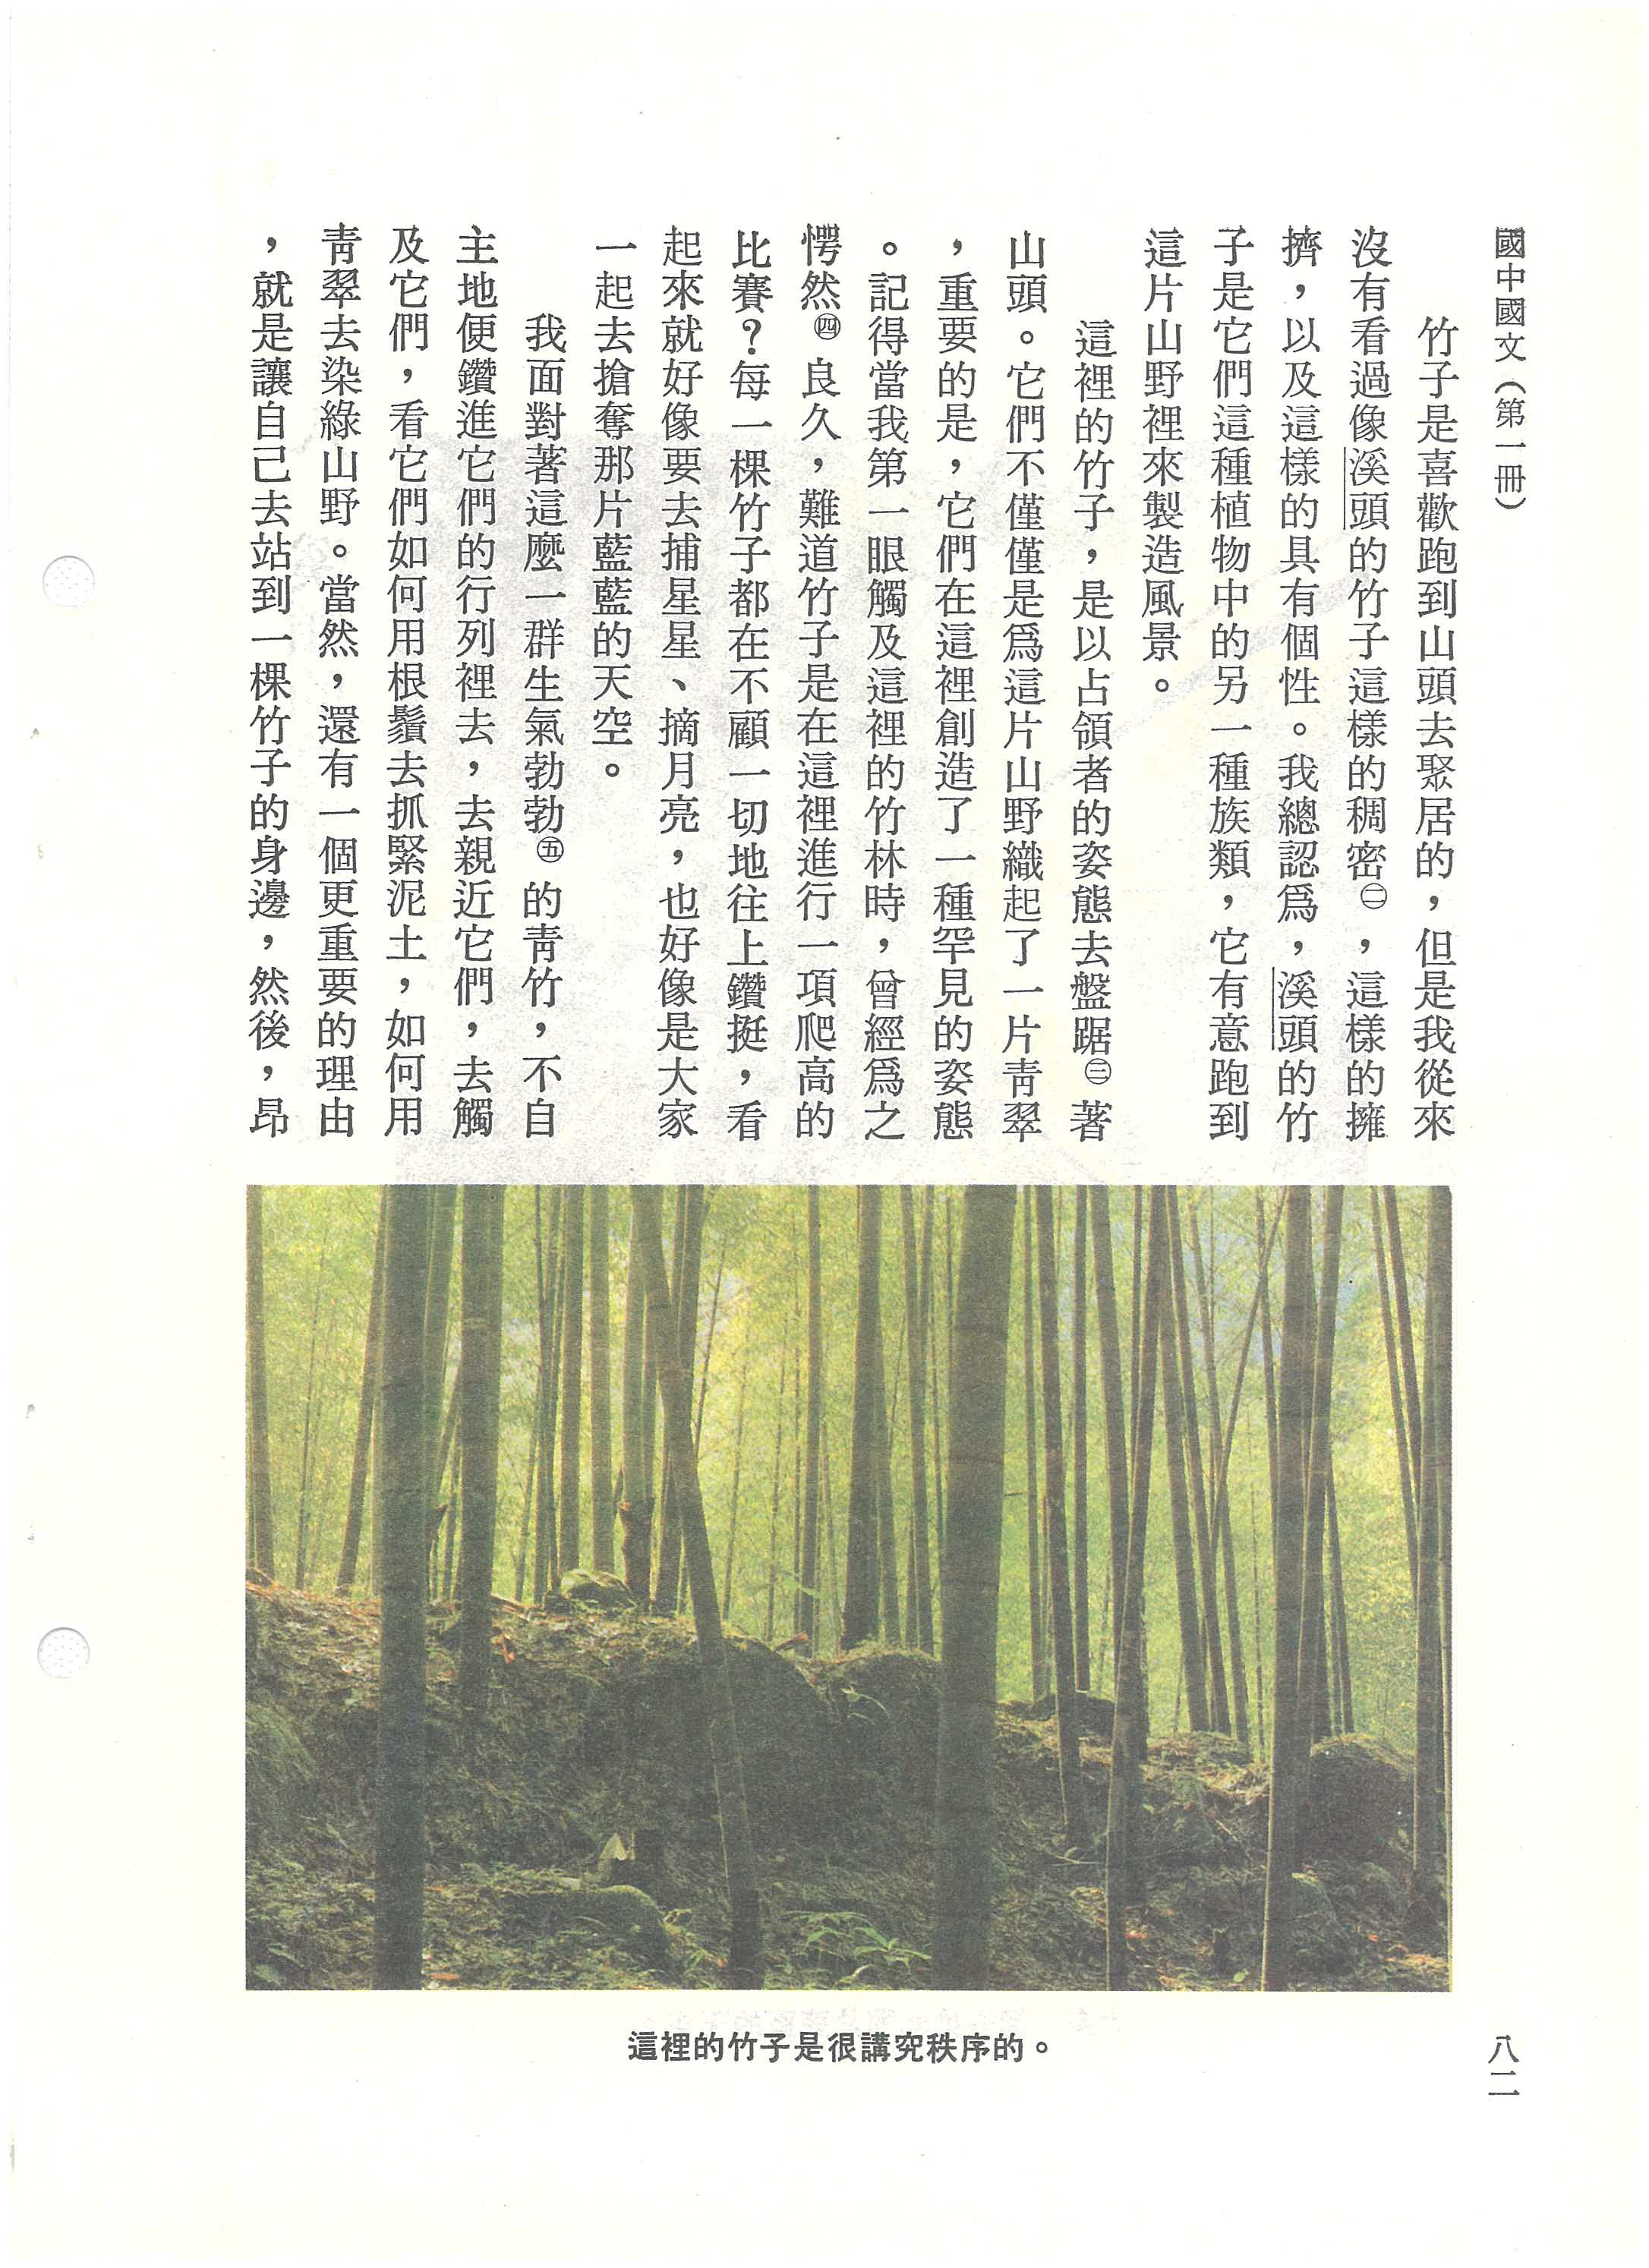 國中國文(第一冊)
竹子是喜歡跑到山頭去聚居的,但是我從來
沒有看過像溪頭的竹子這樣的稠密㊁,這樣的擁
擠,以及這樣的具有個性。我總認爲,溪頭的竹
子是它們這種植物中的另一種族類,它有意跑到
這片山野裡來製造風景。
這裡的竹子,是以占領者的姿態去盤踞㊂著
山頭。它們不僅僅是爲這片山野織起了一片青翠
,重要的是,它們在這裡創造了一種罕見的姿態
。記得當我第一眼觸及這裡的竹林時,曾經爲之
愕然㊃良久,難道竹子是在這裡進行一項爬高的
比賽?每一棵竹子都在不顧一切地往上鑽挺,看
起來就好像要去捕星星、摘月亮,也好像是大家
一起去搶奪那片藍藍的天空。
我面對著這麼一群生氣勃勃㊄的青竹,不自
主地便鑽進它們的行列裡去,去親近它們,去觸
及它們,看它們如何用根鬚去抓緊泥土,如何用
青翠去染綠山野。當然,還有一個更重要的理由
,就是讓自己去站到一棵竹子的身邊,然後,昂
這裡的竹子是很講究秩序的。
八二